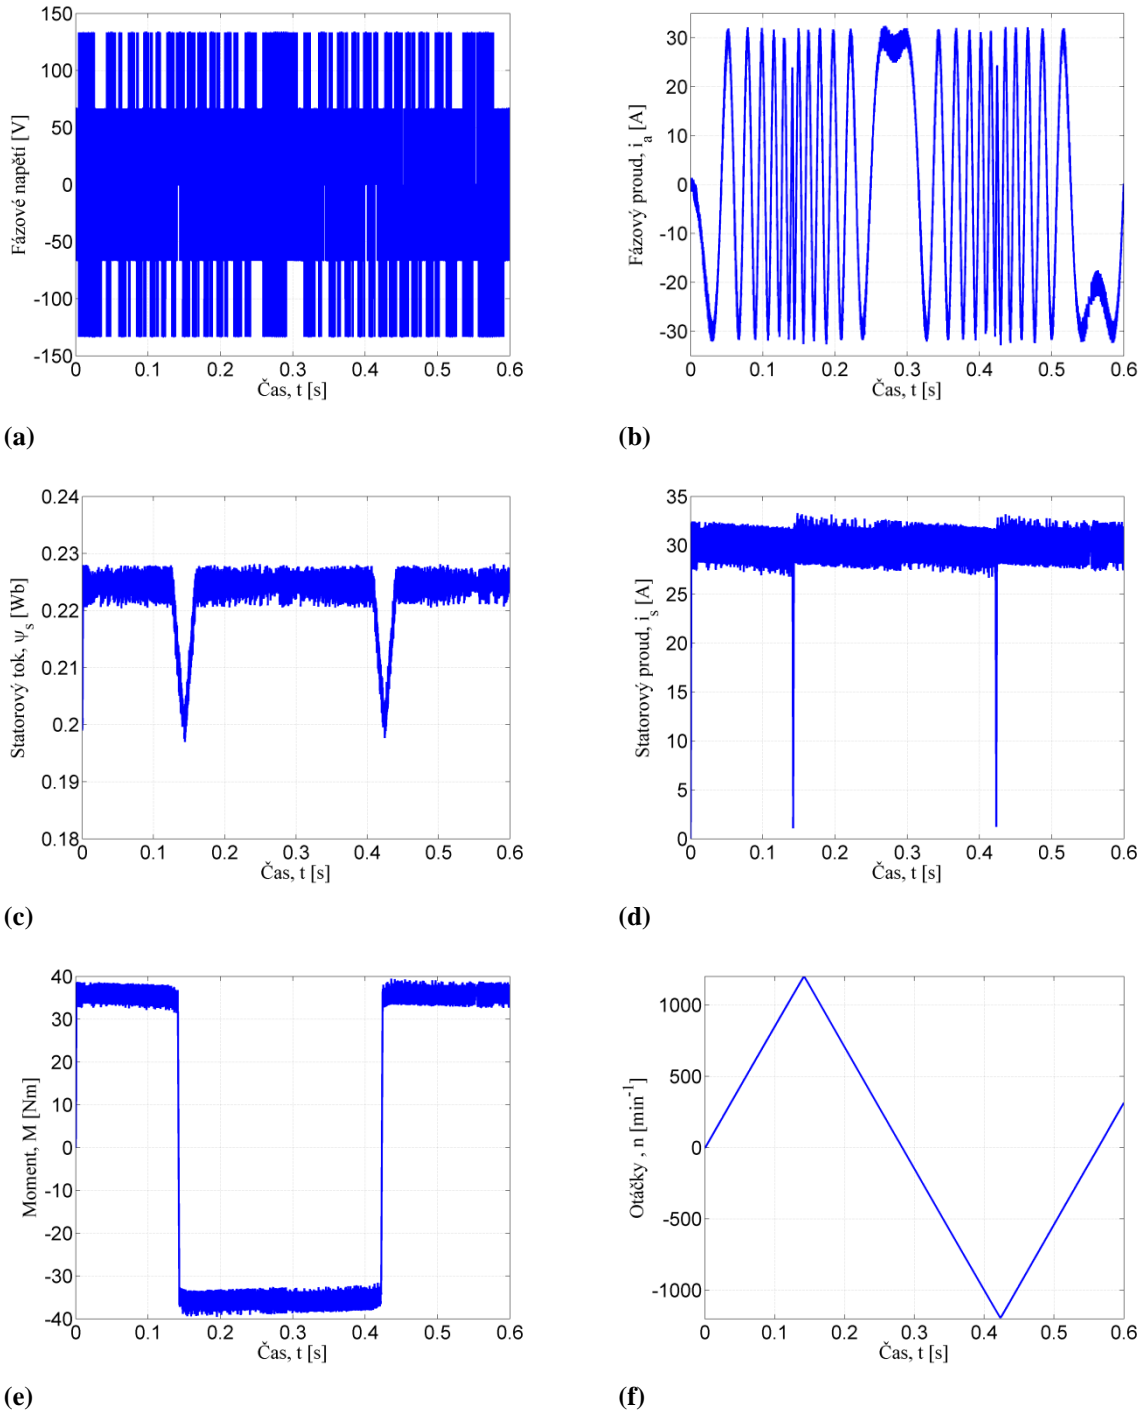 150
100
50
0
-50
-100
-150
Fázové napětí [V]
0 0.1 0.2 0.3 0.4 0.5 0.6
Čas, t [s]
(a)
30
20
10
0
-10
-20
-30
Fázový proud, i_a [A]
0 0.1 0.2 0.3 0.4 0.5 0.6
Čas, t [s]
(b)
0.24
0.23
0.22
0.21
0.2
0.19
0.18
Statorový tok, ψ_s [Wb]
0 0.1 0.2 0.3 0.4 0.5 0.6
Čas, t [s]
(c)
35
30
25
20
15
10
5
0
Statorový proud, i_s [A]
0 0.1 0.2 0.3 0.4 0.5 0.6
Čas, t [s]
(d)
40
30
20
10
0
-10
-20
-30
-40
Moment, M [Nm]
0 0.1 0.2 0.3 0.4 0.5 0.6
Čas, t [s]
(e)
1000
500
0
-500
-1000
Otáčky , n [min⁻¹]
0 0.1 0.2 0.3 0.4 0.5 0.6
Čas, t [s]
(f)